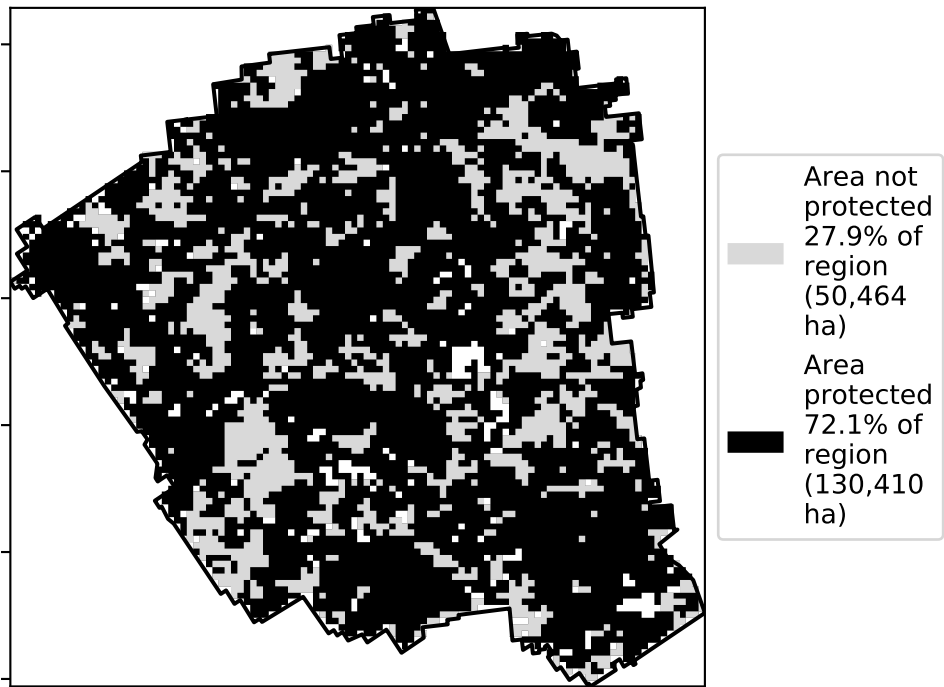 Area not
protected
27.9% of
region
(50,464
ha)
Area
protected
72.1% of
region
(130,410
ha)